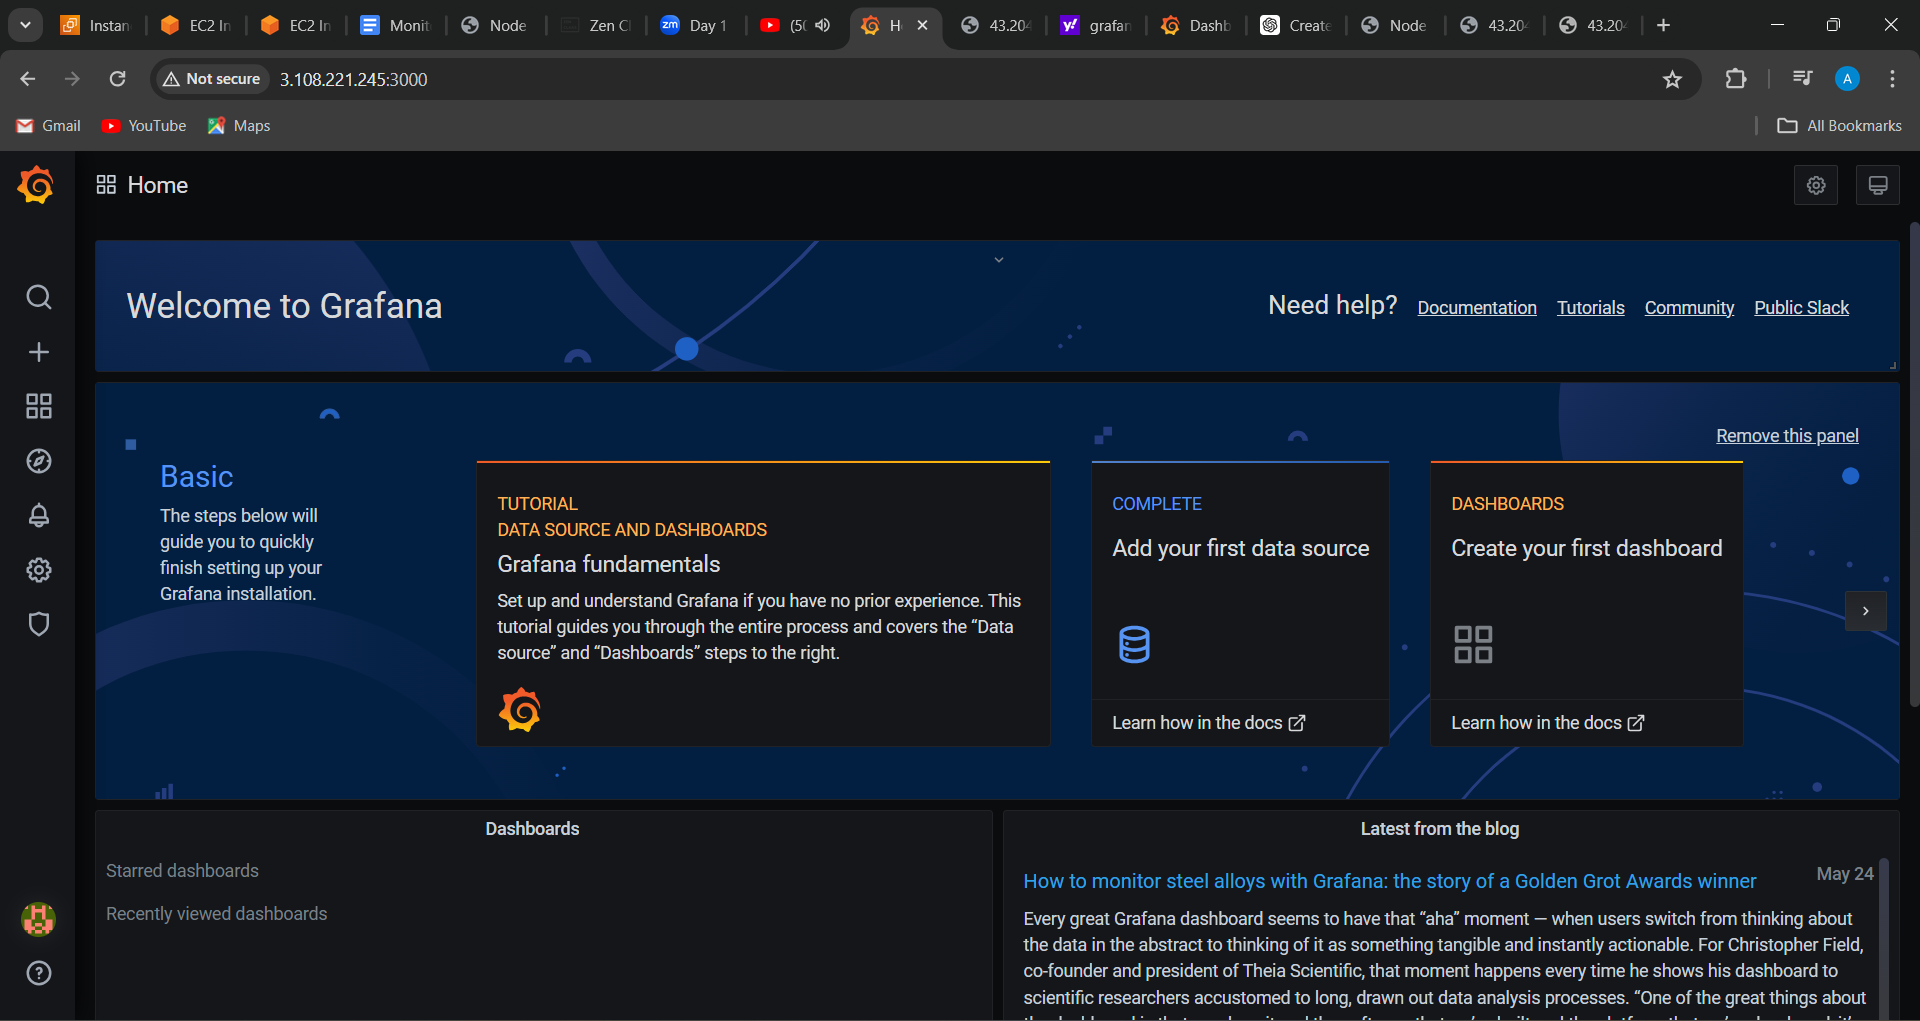 Instan
EC2 In
EC2 In
Monit
Node
Zen C
zm
Day 1
(50
H
43.204
grafan
Dashb
Create
Node
43.204
43.204
Not secure
3.108.221.245:3000
A
Gmail
YouTube
Maps
All Bookmarks
Home
Welcome to Grafana
Need help?
Documentation
Tutorials
Community
Public Slack
Remove this panel
Basic
The steps below will
guide you to quickly
finish setting up your
Grafana installation.
TUTORIAL
DATA SOURCE AND DASHBOARDS
Grafana fundamentals
Set up and understand Grafana if you have no prior experience. This
tutorial guides you through the entire process and covers the “Data
source” and “Dashboards” steps to the right.
COMPLETE
Add your first data source
Learn how in the docs
DASHBOARDS
Create your first dashboard
Learn how in the docs
Dashboards
Starred dashboards
Recently viewed dashboards
Latest from the blog
How to monitor steel alloys with Grafana: the story of a Golden Grot Awards winner
May 24
Every great Grafana dashboard seems to have that “aha” moment — when users switch from thinking about
the data in the abstract to thinking of it as something tangible and instantly actionable. For Christopher Field,
co-founder and president of Theia Scientific, that moment happens every time he shows his dashboard to
scientific researchers accustomed to long, drawn out data analysis processes. “One of the great things about